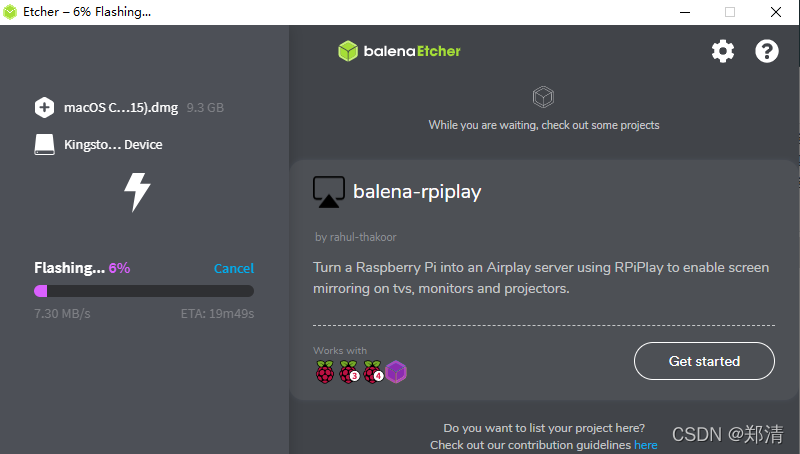 Etcher – 6% Flashing...
balenaEtcher
macOS C...15).dmg 9.3 GB
Kingsto... Device
Flashing... 6% Cancel
7.30 MB/s ETA: 19m49s
While you are waiting, check out some projects
balena-rpiplay
by rahul-thakoor
Turn a Raspberry Pi into an Airplay server using RPiPlay to enable screen
mirroring on tvs, monitors and projectors.
Works with
3 4
Get started
Do you want to list your project here?
Check out our contribution guidelines here
CSDN @郑清